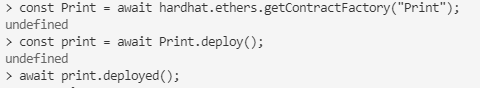 > const Print = await hardhat.ethers.getContractFactory("Print");
undefined
> const print = await Print.deploy();
undefined
> await print.deployed();